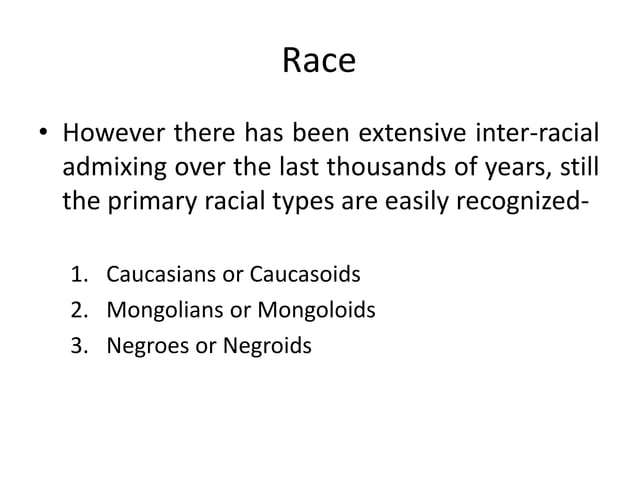 Race
• However there has been extensive inter-racial
admixing over the last thousands of years, still
the primary racial types are easily recognized-
1. Caucasians or Caucasoids
2. Mongolians or Mongoloids
3. Negroes or Negroids